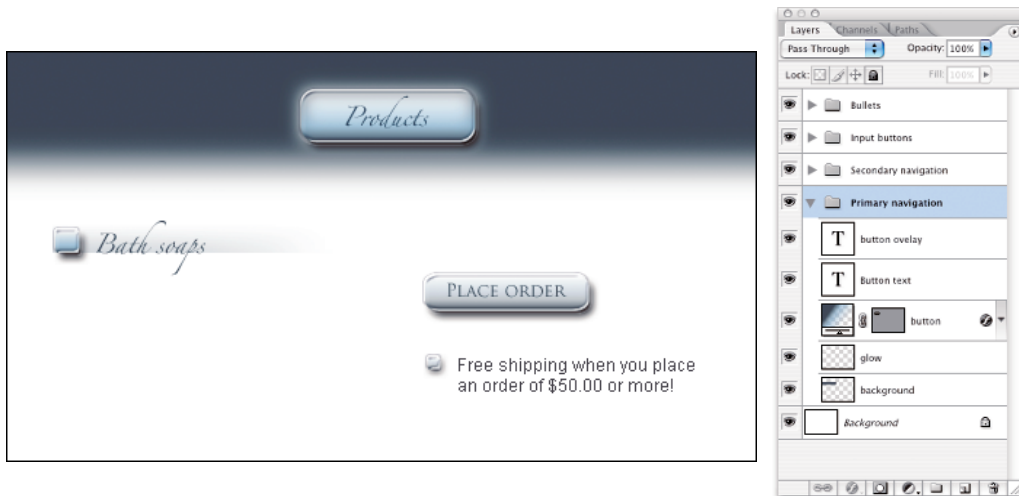 Products
Bath soaps
PLACE ORDER
Free shipping when you place
an order of $50.00 or more!
Layers Channels Paths
Pass Through Opacity: 100%
Lock: Fill: 100%
Bullets
Input buttons
Secondary navigation
Primary navigation
T button ovelay
T Button text
button
glow
background
Background